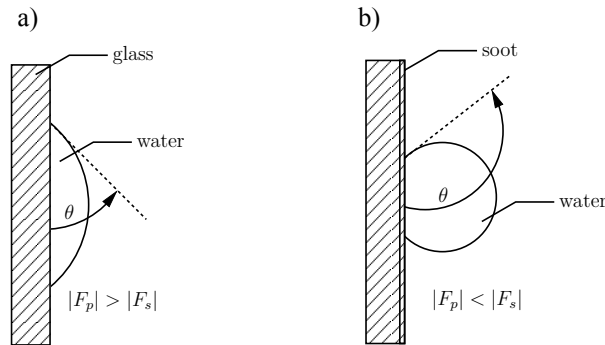 a)
glass
water
θ
|F_p| > |F_s|
b)
soot
θ
water
|F_p| < |F_s|